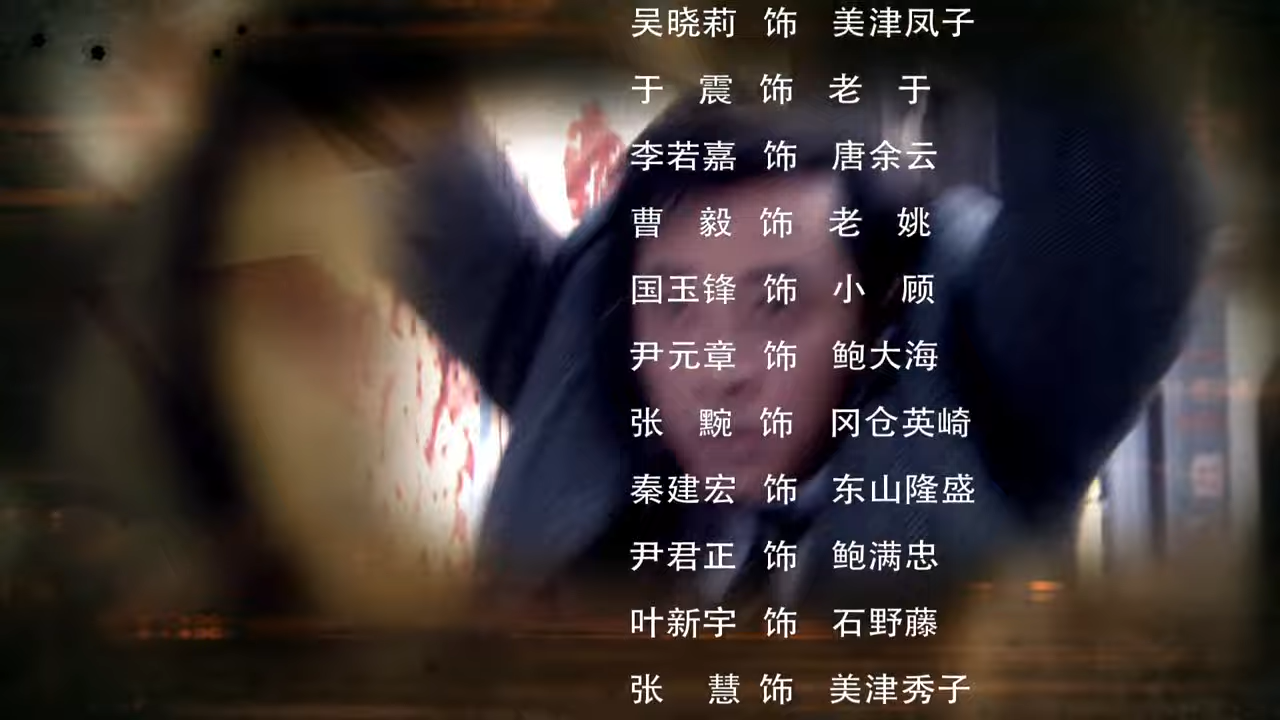 吴晓莉 饰 美津凤子
于 震 饰 老 于
李若嘉 饰 唐余云
曹 毅 饰 老 姚
国玉锋 饰 小 顾
尹元章 饰 鲍大海
张 黦 饰 冈仓英崎
秦建宏 饰 东山隆盛
尹君正 饰 鲍满忠
叶新宇 饰 石野藤
张 慧 饰 美津秀子